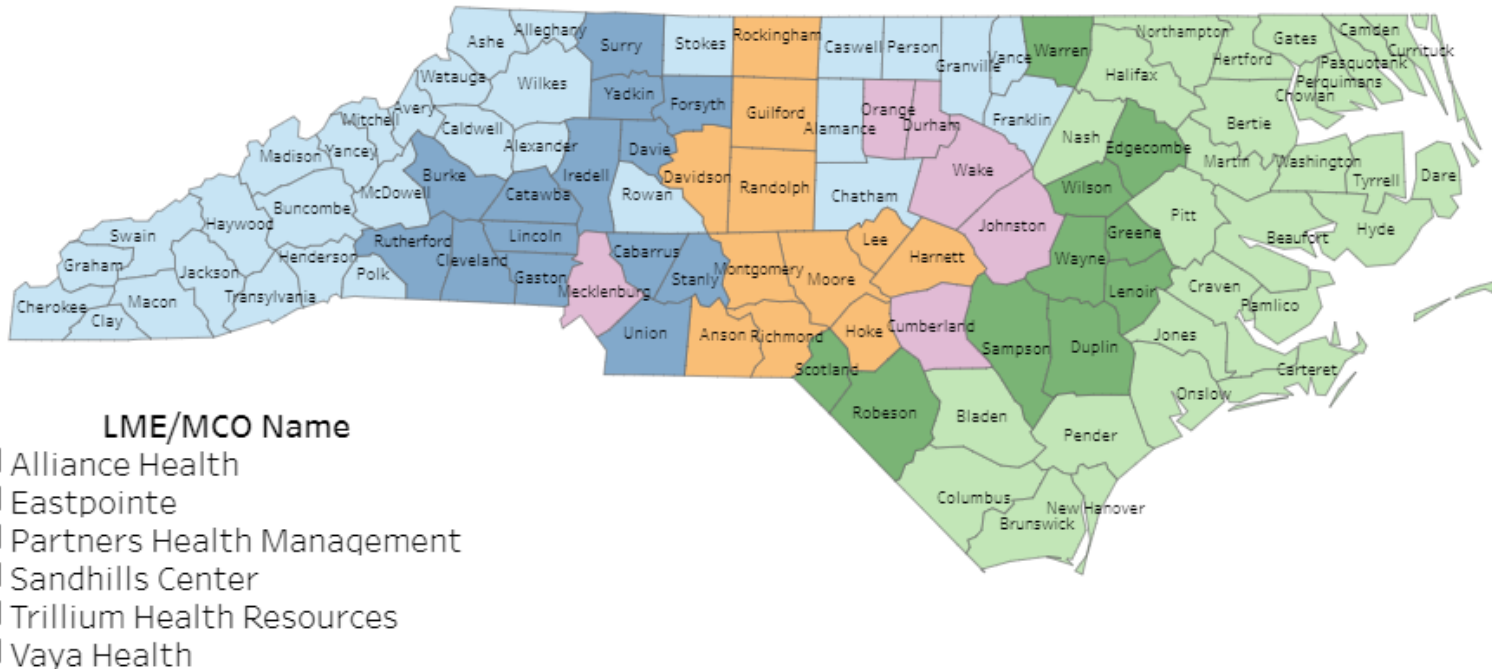 Ashe
Alleghany
Surry
Stokes
Rockingham
Caswell
Person
Granville
Vance
Warren
Northampton
Gates
Camden
Currituck
Pasquotank
Perquimans
Chowan
Hertford
Halifax
Watauga
Wilkes
Yadkin
Forsyth
Guilford
Alamance
Orange
Durham
Franklin
Nash
Edgecombe
Bertie
Martin
Washington
Tyrrell
Dare
Avery
Mitchell
Yancey
Madison
Caldwell
Alexander
Iredell
Davie
Davidson
Randolph
Chatham
Wake
Wilson
Pitt
Beaufort
Hyde
McDowell
Burke
Catawba
Rowan
Johnston
Greene
Wayne
Lenoir
Craven
Pamlico
Swain
Haywood
Buncombe
Rutherford
Lincoln
Cabarrus
Stanly
Montgomery
Moore
Lee
Harnett
Graham
Jackson
Henderson
Polk
Cleveland
Gaston
Mecklenburg
Cherokee
Clay
Macon
Transylvania
Union
Anson
Richmond
Hoke
Cumberland
Sampson
Duplin
Jones
Carteret
Onslow
Scotland
Robeson
Bladen
Pender
Columbus
Brunswick
New Hanover
LME/MCO Name
Alliance Health
Eastpointe
Partners Health Management
Sandhills Center
Trillium Health Resources
Vaya Health